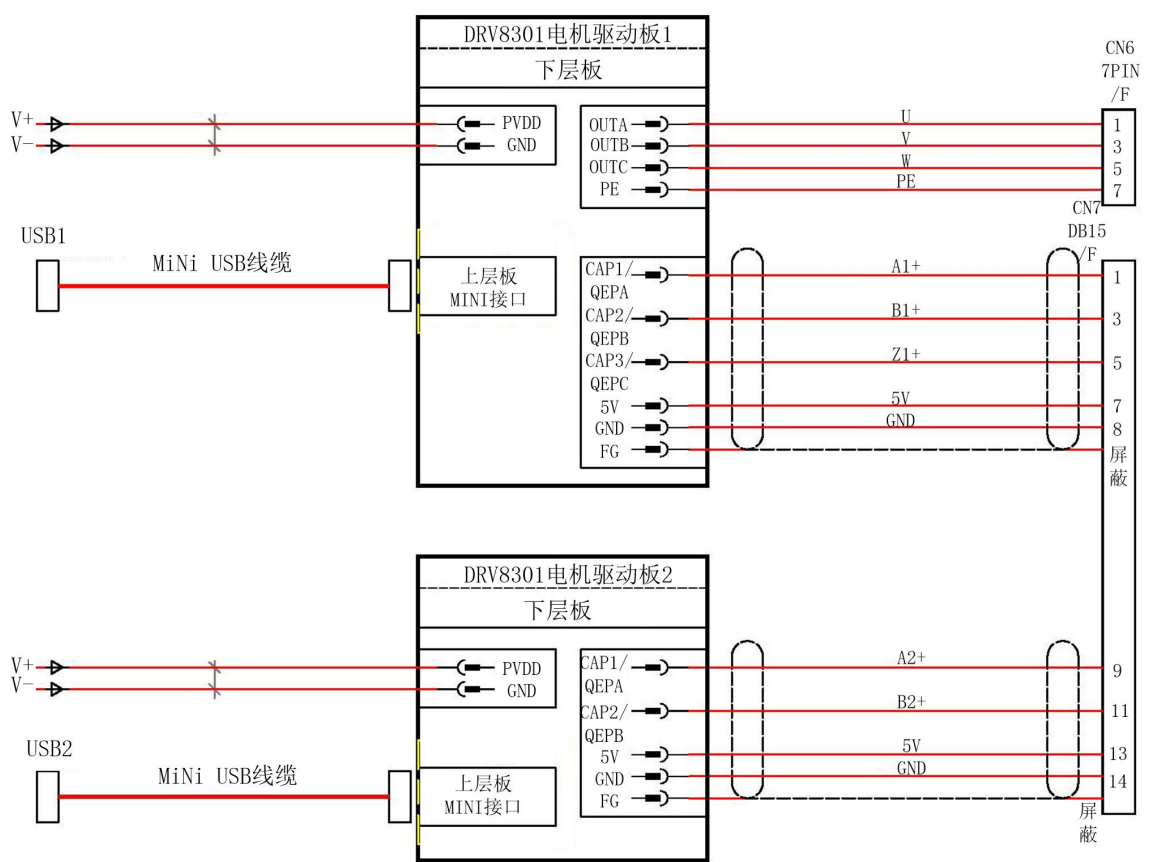 DRV8301电机驱动板1
下层板
CN6
7PIN
/F
V+
V-
PVDD
GND
OUTA
OUTB
OUTC
PE
U
V
W
PE
1
3
5
7
USB1
MiNi USB线缆
上层板
MINI接口
CN7
DB15
/F
CAP1/
QEPA
CAP2/
QEPB
CAP3/
QEPC
5V
GND
FG
A1+
B1+
Z1+
5V
GND
1
3
5
7
8
屏
蔽
DRV8301电机驱动板2
下层板
V+
V-
PVDD
GND
USB2
MiNi USB线缆
上层板
MINI接口
CAP1/
QEPA
CAP2/
QEPB
5V
GND
FG
A2+
B2+
5V
GND
9
11
13
14
屏
蔽